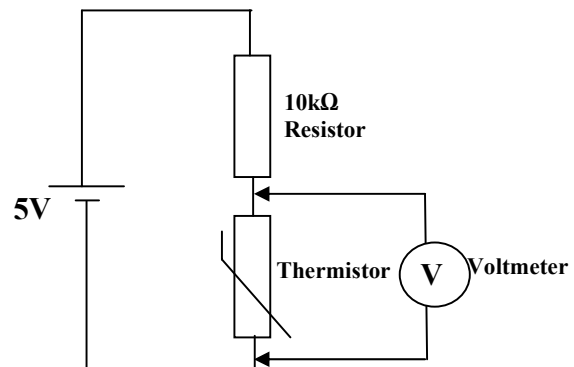 10kΩ
Resistor
5V
Thermistor
V
Voltmeter